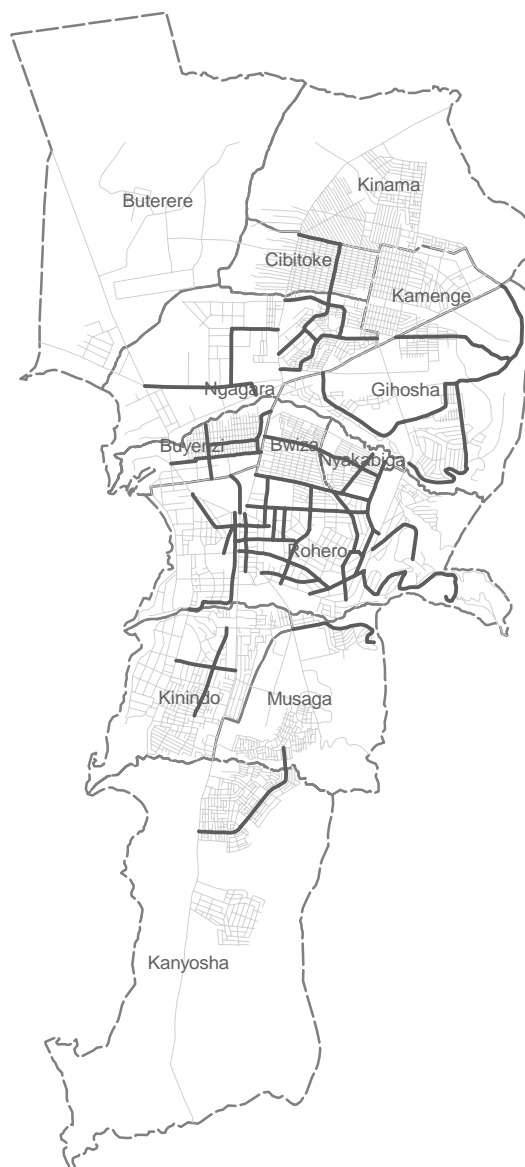 Kinama
Buterere
Cibitoke
Kamenge
Ngagara
Gihosha
Buyenzi
Bwiza
Nyakabiga
Rohero
Kinindo
Musaga
Kanyosha